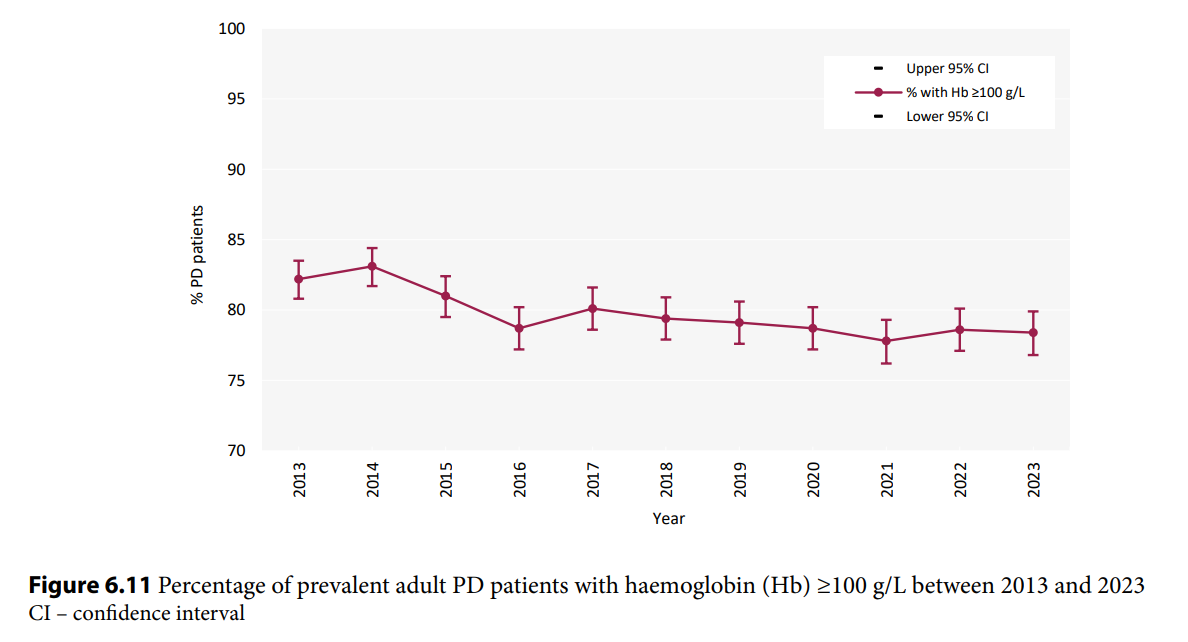 100
95
90
85
80
75
70
% PD patients
Upper 95% CI
% with Hb ≥100 g/L
Lower 95% CI
2013
2014
2015
2016
2017
2018
2019
2020
2021
2022
2023
Year
Figure 6.11 Percentage of prevalent adult PD patients with haemoglobin (Hb) ≥100 g/L between 2013 and 2023
CI – confidence interval